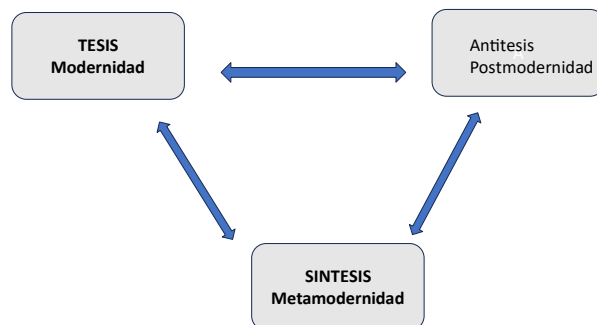 TESIS
Modernidad
Antitesis
Postmodernidad
SINTESIS
Metamodernidad